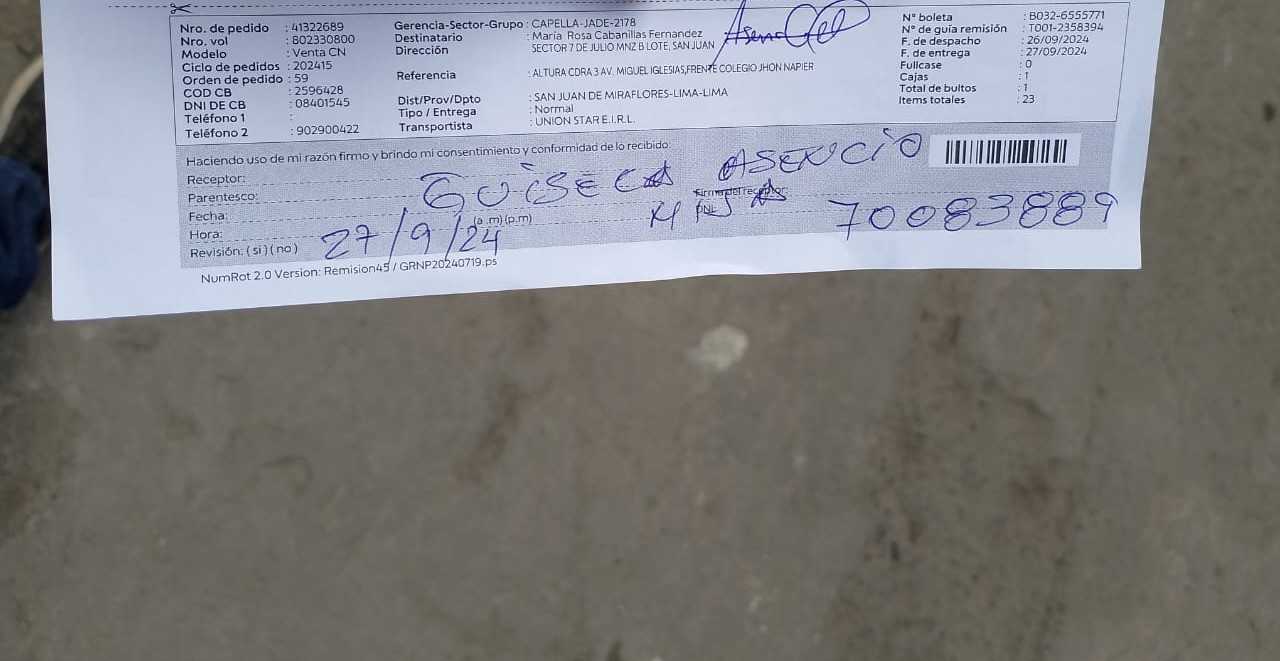 Nro. de pedido : 41322689
Nro. vol : 802330800
Modelo : Venta CN
Ciclo de pedidos : 202415
Orden de pedido : 59
COD CB : 2596428
DNI DE CB : 08401545
Teléfono 1 :
Teléfono 2 : 902900422
Gerencia-Sector-Grupo : CAPELLA-JADE-2178
Destinatario : María Rosa Cabanillas Fernandez
Dirección : SECTOR 7 DE JULIO MNZ B LOTE, SAN JUAN
Referencia : ALTURA CDRA 3 AV. MIGUEL IGLESIAS,FRENTE COLEGIO JHON NAPIER
Dist/Prov/Dpto : SAN JUAN DE MIRAFLORES-LIMA-LIMA
Tipo / Entrega : Normal
Transportista : UNION STAR E.I.R.L.
N° boleta : B032-6555771
N° de guía remisión : T001-2358394
F. de despacho : 26/09/2024
F. de entrega : 27/09/2024
Fullcase : 0
Cajas : 1
Total de bultos : 1
Items totales : 23
Haciendo uso de mi razón firmo y brindo mi consentimiento y conformidad de lo recibido:
Receptor:
ASENCIO
Parentesco:
Firma del receptor:
Fecha:
DNI
70083889
Hora:
(a .m) (p.m)
27/9/24
Revisión: ( si ) ( no )
NumRot 2.0 Version: Remision45 / GRNP20240719.ps